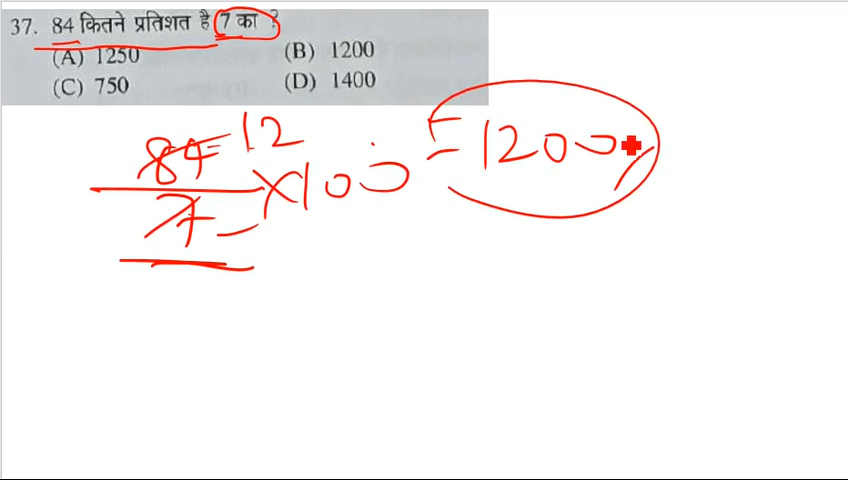 37. 84 कितने प्रतिशत है 7 का ?
(A) 1250 (B) 1200
(C) 750 (D) 1400
84 12
7 ×100 = 1200